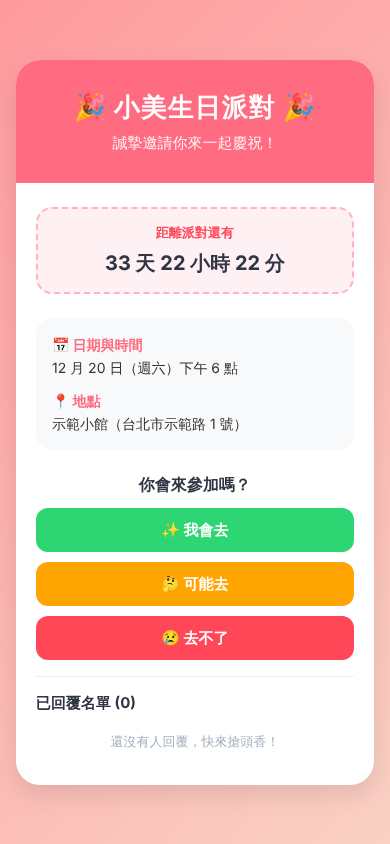 🎉 小美生日派對 🎉
誠摯邀請你來一起慶祝！
距離派對還有
33 天 22 小時 22 分
📅 日期與時間
12 月 20 日（週六）下午 6 點
📍 地點
示範小館（台北市示範路 1 號）
你會來參加嗎？
✨ 我會去
🤔 可能去
😢 去不了
已回覆名單 (0)
還沒有人回覆，快來搶頭香！